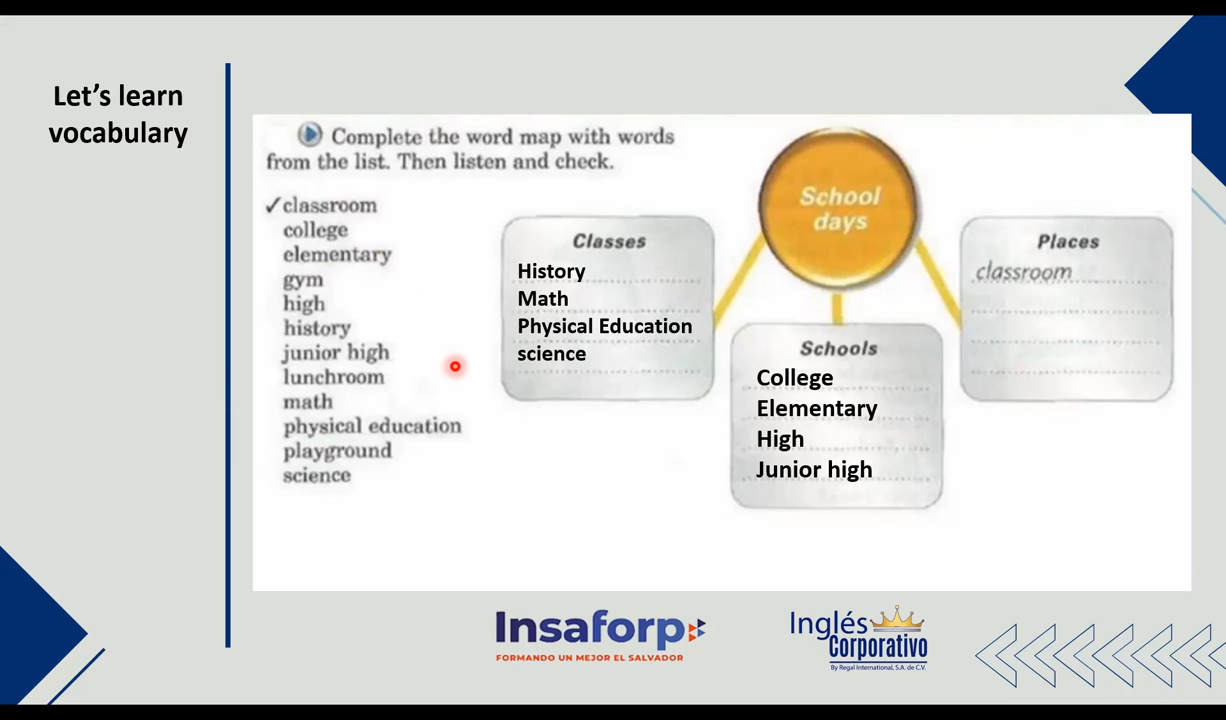 Let's learn
vocabulary
Complete the word map with words
from the list. Then listen and check.
✓classroom
college
elementary
gym
high
history
junior high
lunchroom
math
physical education
playground
science
School
days
Classes
History
Math
Physical Education
science
Schools
College
Elementary
High
Junior high
Places
classroom
Insaforp
FORMANDO UN MEJOR EL SALVADOR
Inglés
Corporativo
By Regal International, S.A. de C.V.